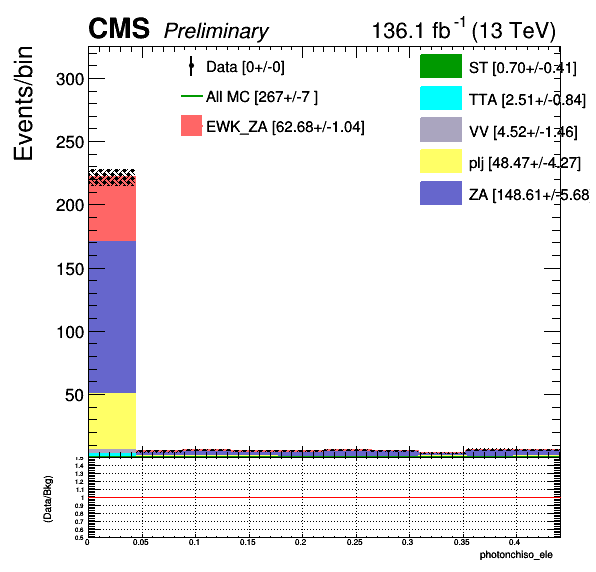 CMS Preliminary 136.1 fb⁻¹ (13 TeV)
Events/bin
300
250
200
150
100
50
Data [0+/-0]
All MC [267+/-7 ]
EWK_ZA [62.68+/-1.04]
ST [0.70+/-0.41]
TTA [2.51+/-0.84]
VV [4.52+/-1.46]
plj [48.47+/-4.27]
ZA [148.61+/-5.68
(Data/Bkg)
1.5
1.4
1.3
1.2
1.1
1
0.9
0.8
0.7
0.6
0.5
0 0.05 0.1 0.15 0.2 0.25 0.3 0.35 0.4
photonchiso_ele